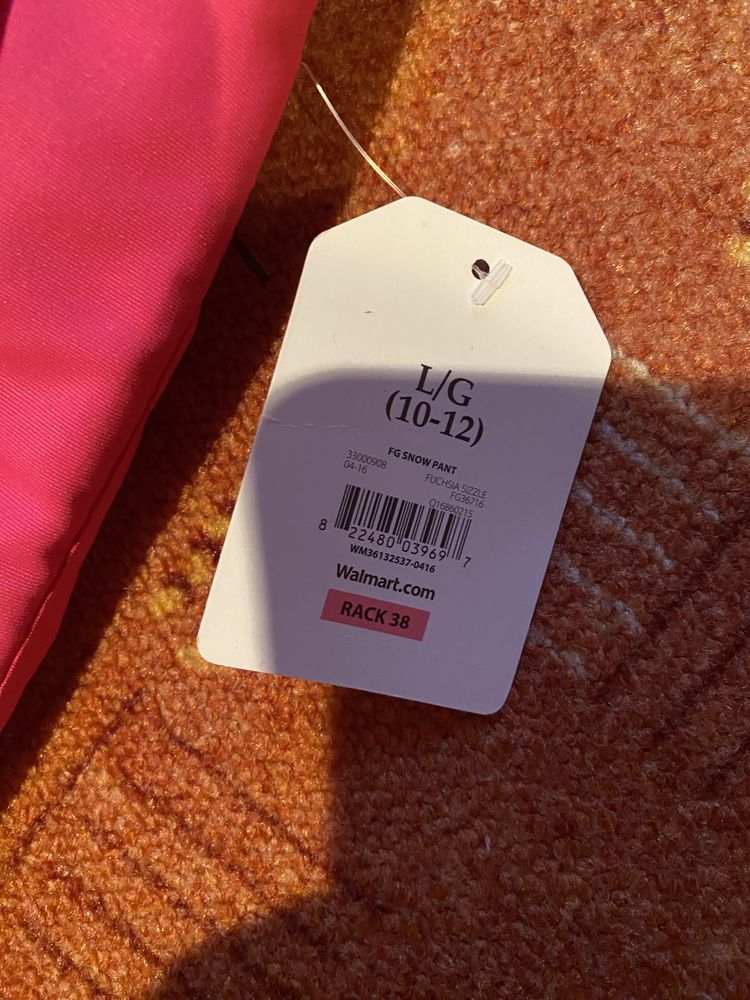 L/G
(10-12)
FG SNOW PANT
33000908 FUCHSIA SIZZLE
04-16 FG36716
Q16860215
8 22480 03969 7
WM36132537-0416
Walmart.com
RACK 38